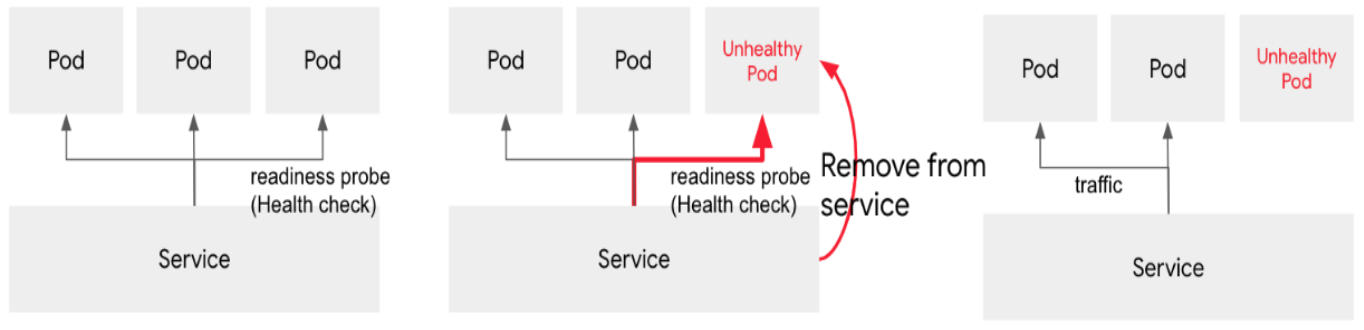 Pod
Pod
Pod
readiness probe
(Health check)
Service
Pod
Pod
Unhealthy
Pod
readiness probe
(Health check)
Remove from
service
Service
Pod
Pod
Unhealthy
Pod
traffic
Service